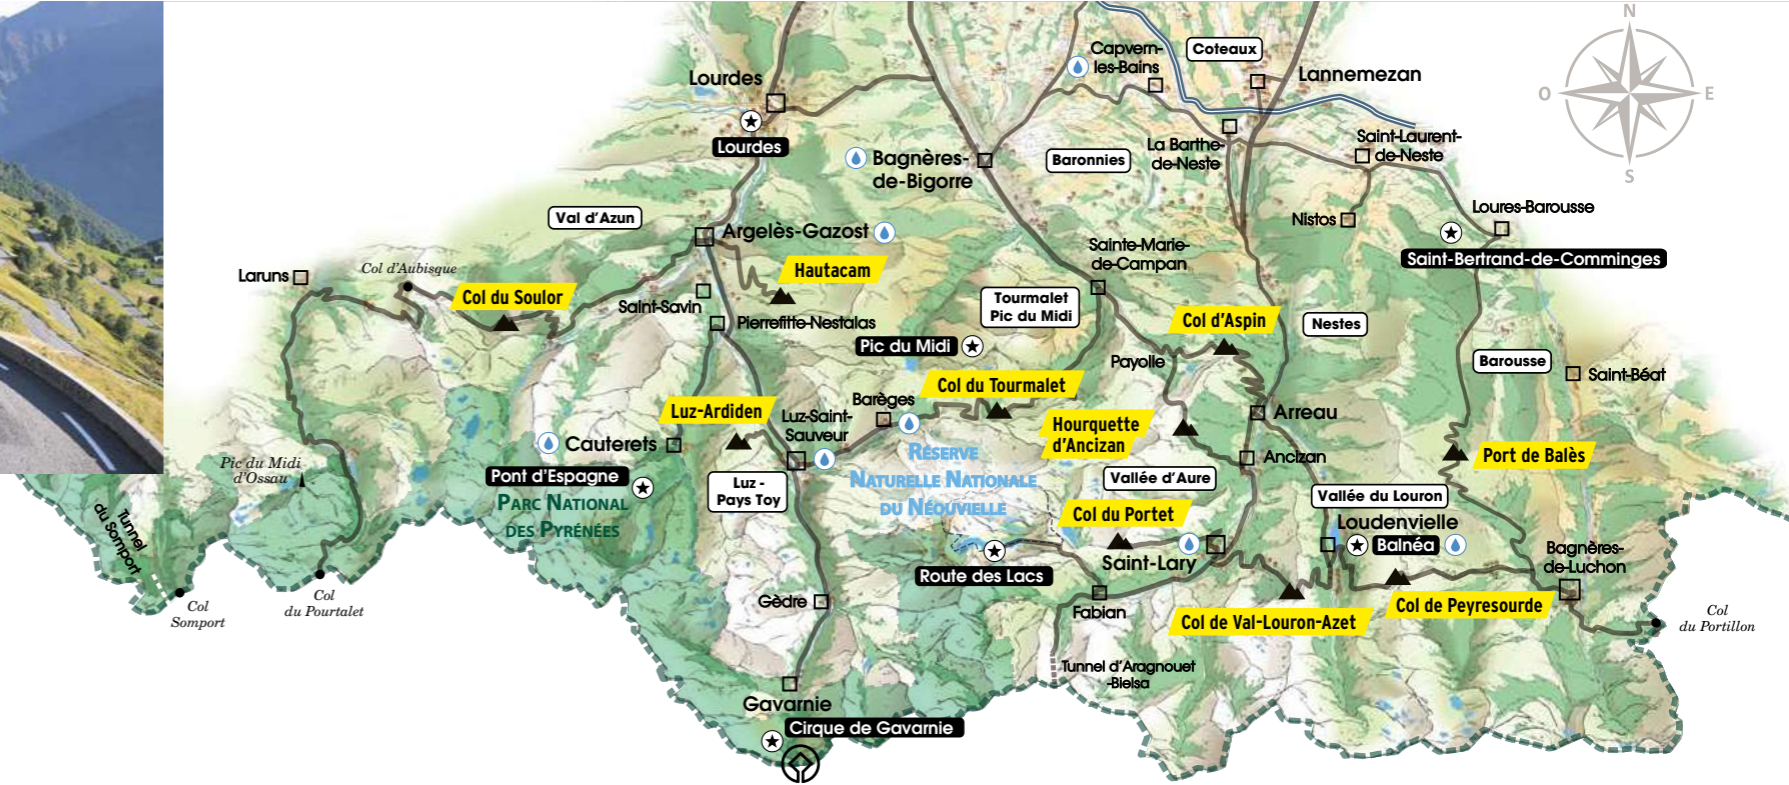 N
O
E
S
Capvern-
les-Bains
Coteaux
Lannemezan
Lourdes
Lourdes
La Barthe-
de-Neste
Saint-Laurent-
de-Neste
Bagnères-
de-Bigorre
Baronnies
Val d'Azun
Argelès-Gazost
Nistos
Loures-Barousse
Saint-Bertrand-de-Comminges
Sainte-Marie-
de-Campan
Laruns
Col d'Aubisque
Col du Soulor
Hautacam
Saint-Savin
Pierrefitte-Nestalas
Tourmalet
Pic du Midi
Pic du Midi
Col d'Aspin
Nestes
Payolle
Barousse
Saint-Béat
Col du Tourmalet
Barèges
Luz-Ardiden
Luz-Saint-
Sauveur
Hourquette
d'Ancizan
Arreau
Cauterets
Ancizan
Port de Balès
Pic du Midi
d'Ossau
Pont d'Espagne
Parc National
des Pyrénées
Luz -
Pays Toy
Réserve
Naturelle Nationale
du Néouvielle
Vallée d'Aure
Vallée du Louron
Col du Portet
Loudenvielle
Balnéa
Tunnel
du Somport
Saint-Lary
Bagnères-
de-Luchon
Route des Lacs
Col
Somport
Col
du Pourtalet
Gèdre
Fabian
Col de Val-Louron-Azet
Col de Peyresourde
Col
du Portillon
Tunnel d'Aragnouet
-Bielsa
Gavarnie
Cirque de Gavarnie